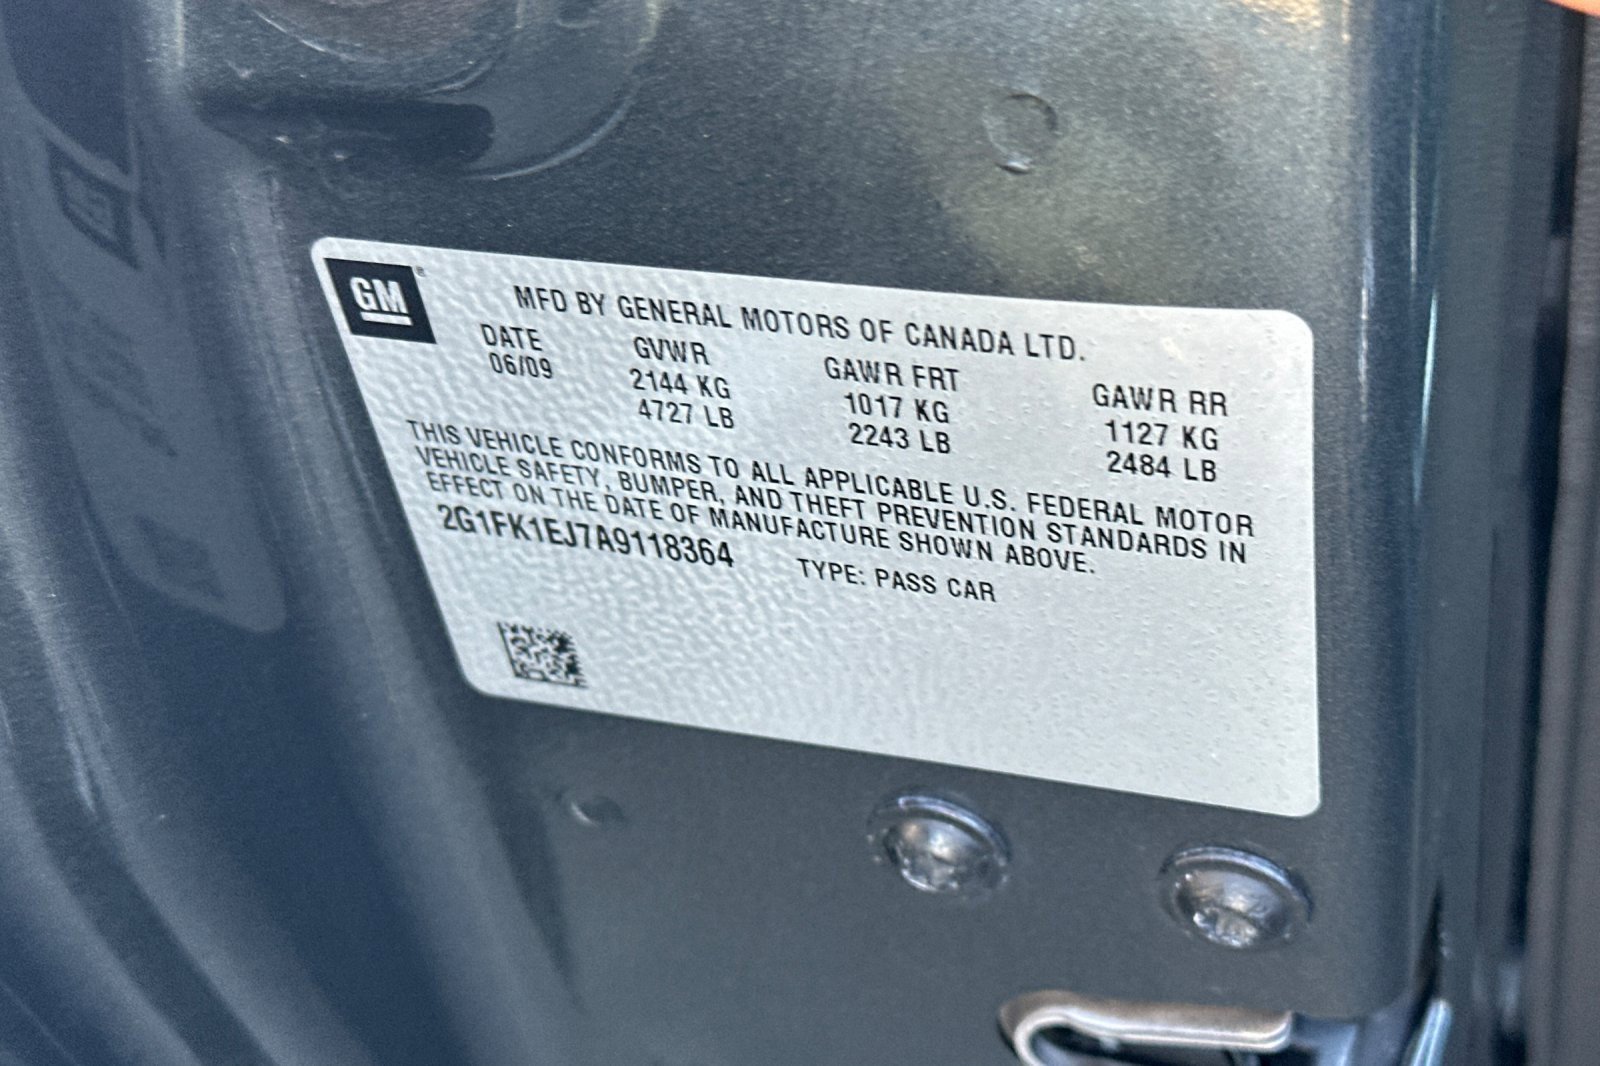 GM
MFD BY GENERAL MOTORS OF CANADA LTD.
DATE GVWR GAWR FRT GAWR RR
06/09 2144 KG 1017 KG 1127 KG
4727 LB 2243 LB 2484 LB
THIS VEHICLE CONFORMS TO ALL APPLICABLE U.S. FEDERAL MOTOR
VEHICLE SAFETY, BUMPER, AND THEFT PREVENTION STANDARDS IN
EFFECT ON THE DATE OF MANUFACTURE SHOWN ABOVE.
2G1FK1EJ7A9118364 TYPE: PASS CAR